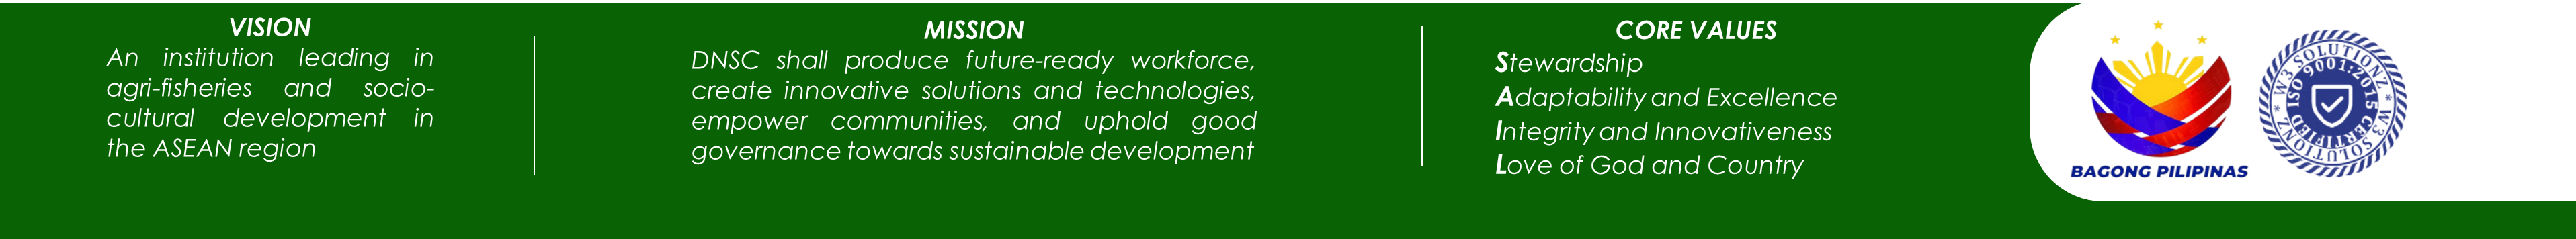 VISION
An institution leading in
agri-fisheries and socio-
cultural development in
the ASEAN region
MISSION
DNSC shall produce future-ready workforce,
create innovative solutions and technologies,
empower communities, and uphold good
governance towards sustainable development
CORE VALUES
Stewardship
Adaptability and Excellence
Integrity and Innovativeness
Love of God and Country
BAGONG PILIPINAS
W3 SOLUTIONZ * W3 SOLUTIONZ *
ISO 9001:2015 CERTIFIED